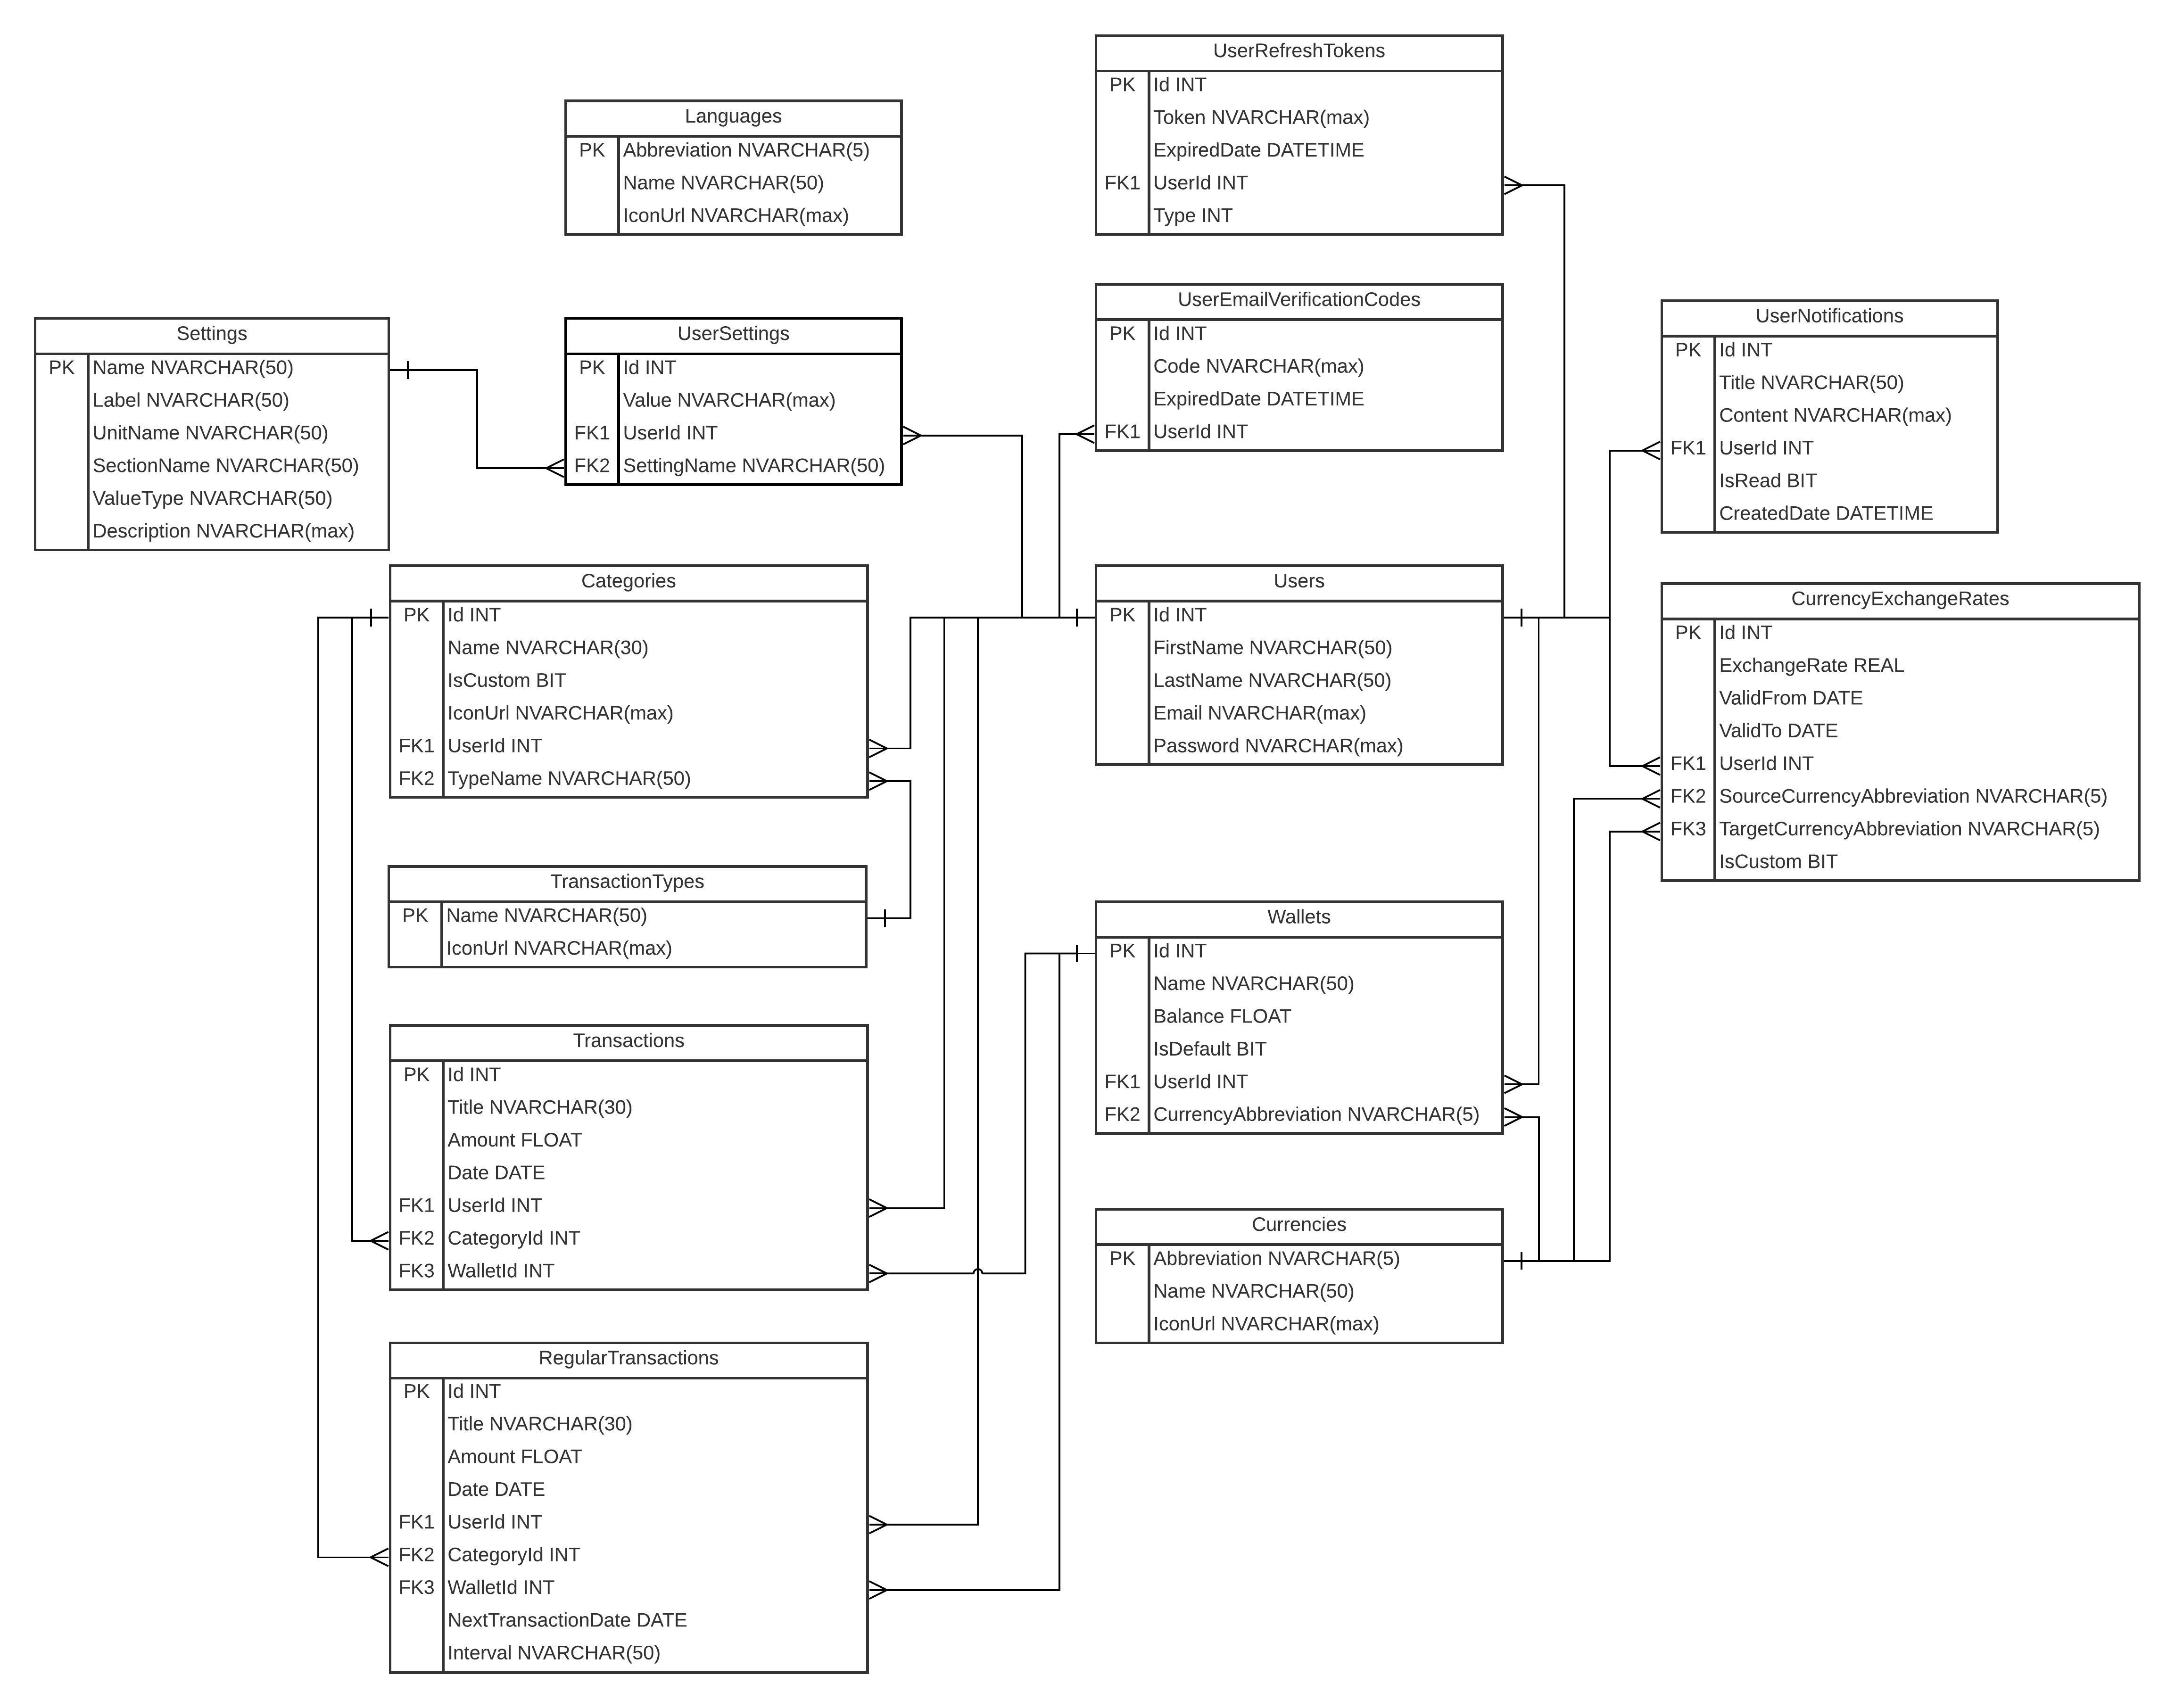 UserRefreshTokens
PK Id INT
Token NVARCHAR(max)
ExpiredDate DATETIME
FK1 UserId INT
Type INT
Languages
PK Abbreviation NVARCHAR(5)
Name NVARCHAR(50)
IconUrl NVARCHAR(max)
UserEmailVerificationCodes
PK Id INT
Code NVARCHAR(max)
ExpiredDate DATETIME
FK1 UserId INT
UserNotifications
PK Id INT
Title NVARCHAR(50)
Content NVARCHAR(max)
FK1 UserId INT
IsRead BIT
CreatedDate DATETIME
Settings
PK Name NVARCHAR(50)
Label NVARCHAR(50)
UnitName NVARCHAR(50)
SectionName NVARCHAR(50)
ValueType NVARCHAR(50)
Description NVARCHAR(max)
UserSettings
PK Id INT
Value NVARCHAR(max)
FK1 UserId INT
FK2 SettingName NVARCHAR(50)
Categories
PK Id INT
Name NVARCHAR(30)
IsCustom BIT
IconUrl NVARCHAR(max)
FK1 UserId INT
FK2 TypeName NVARCHAR(50)
Users
PK Id INT
FirstName NVARCHAR(50)
LastName NVARCHAR(50)
Email NVARCHAR(max)
Password NVARCHAR(max)
CurrencyExchangeRates
PK Id INT
ExchangeRate REAL
ValidFrom DATE
ValidTo DATE
FK1 UserId INT
FK2 SourceCurrencyAbbreviation NVARCHAR(5)
FK3 TargetCurrencyAbbreviation NVARCHAR(5)
IsCustom BIT
TransactionTypes
PK Name NVARCHAR(50)
IconUrl NVARCHAR(max)
Wallets
PK Id INT
Name NVARCHAR(50)
Balance FLOAT
IsDefault BIT
FK1 UserId INT
FK2 CurrencyAbbreviation NVARCHAR(5)
Transactions
PK Id INT
Title NVARCHAR(30)
Amount FLOAT
Date DATE
FK1 UserId INT
FK2 CategoryId INT
FK3 WalletId INT
Currencies
PK Abbreviation NVARCHAR(5)
Name NVARCHAR(50)
IconUrl NVARCHAR(max)
RegularTransactions
PK Id INT
Title NVARCHAR(30)
Amount FLOAT
Date DATE
FK1 UserId INT
FK2 CategoryId INT
FK3 WalletId INT
NextTransactionDate DATE
Interval NVARCHAR(50)